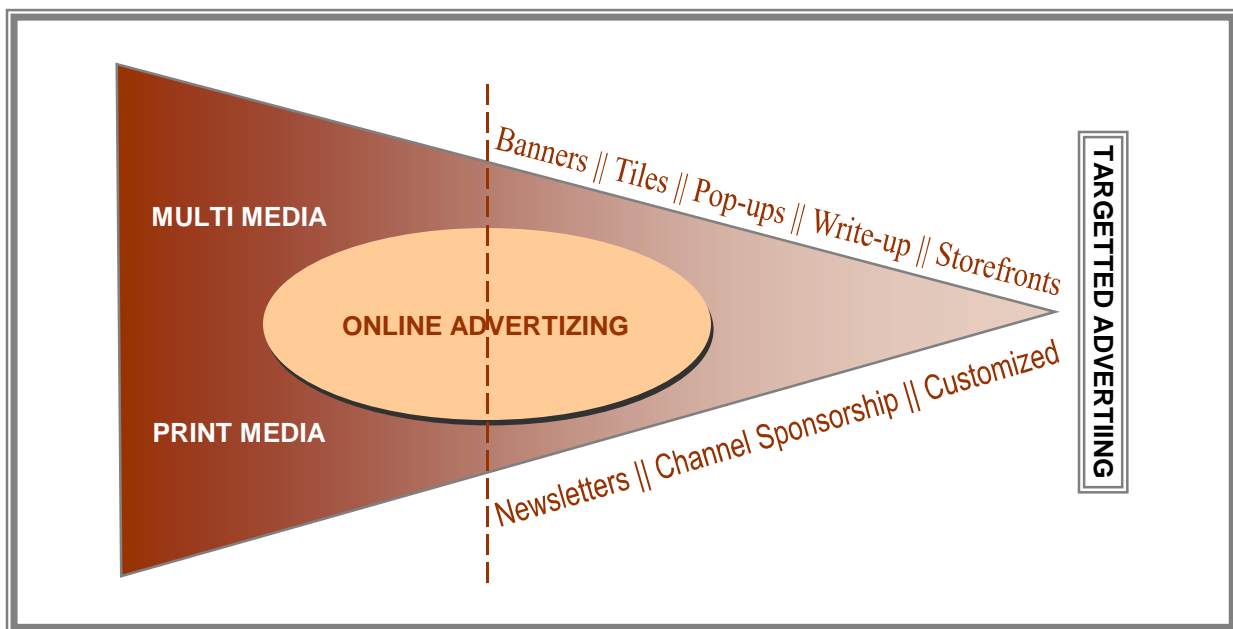 Banners || Tiles || Pop-ups || Write-up || Storefronts
MULTI MEDIA
ONLINE ADVERTIZING
PRINT MEDIA
Newsletters || Channel Sponsorship || Customized
TARGETTED ADVERTIING